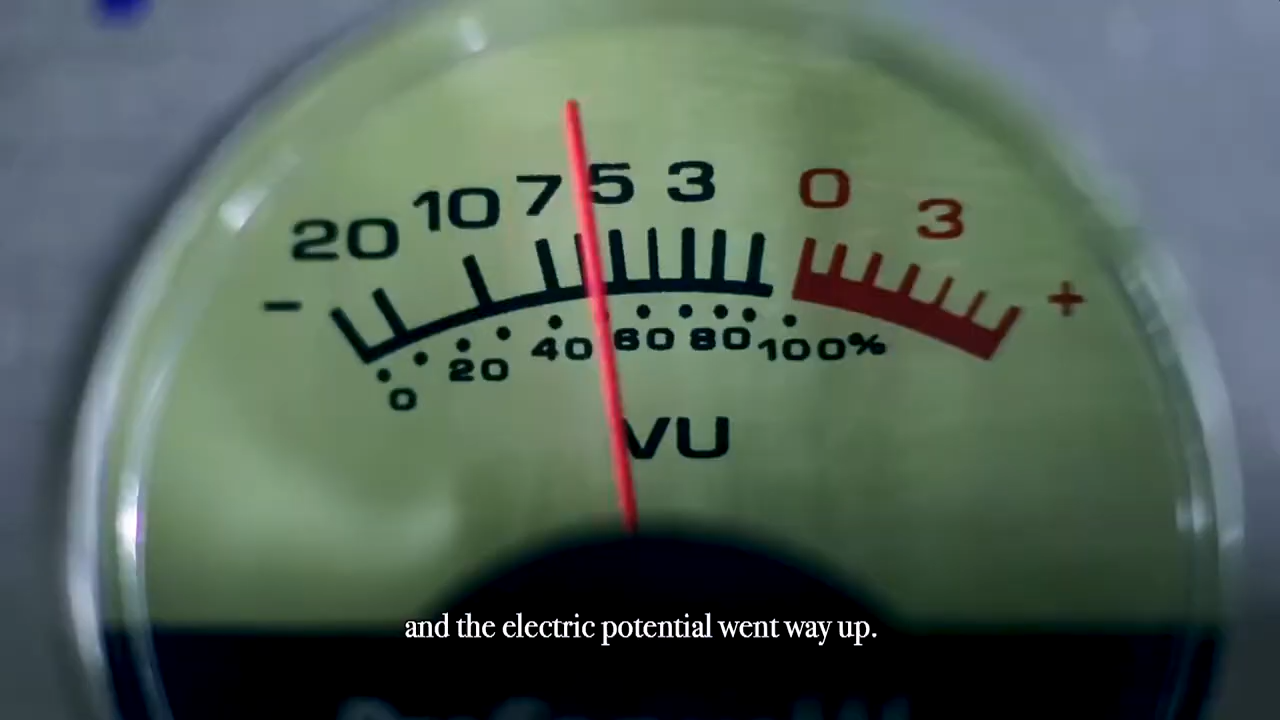 20 10 7 5 3 0 3
- +
0 20 40 60 80 100%
VU
and the electric potential went way up.